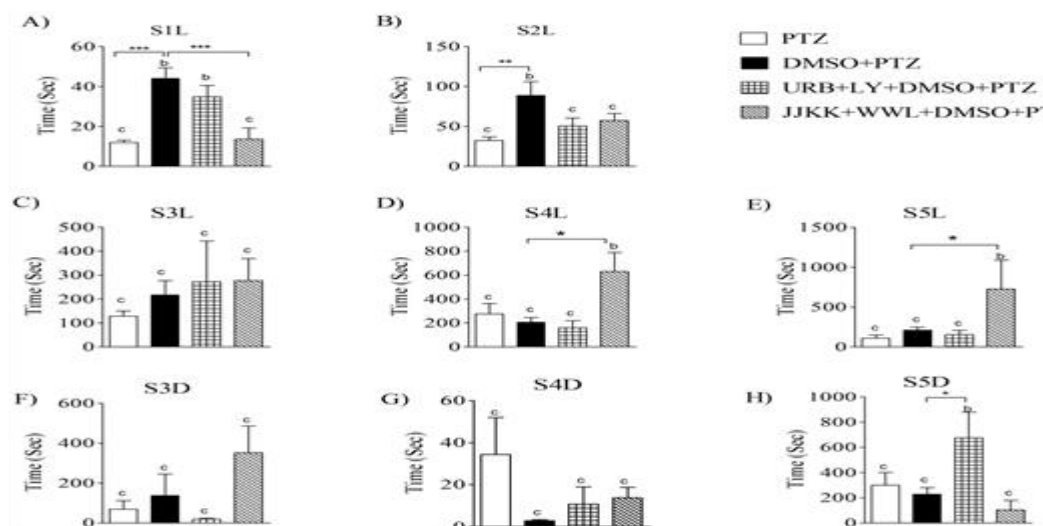 A)
S1L
Time (Sec)
60
40
20
0
*** ***
c b b c
B)
S2L
Time (Sec)
150
100
50
0
**
c b c c
PTZ
DMSO+PTZ
URB+LY+DMSO+PTZ
JJKK+WWL+DMSO+P
C)
S3L
Time (Sec)
500
400
300
200
100
0
c c c c
D)
S4L
Time (Sec)
1000
800
600
400
200
0
*
c c c b
E)
S5L
Time (Sec)
1500
1000
500
0
*
c c c b
F)
S3D
Time (Sec)
600
400
200
0
c c c c
G)
S4D
Time (Sec)
60
40
20
0
c c c c
H)
S5D
Time (Sec)
1000
800
600
400
200
0
*
c c b c